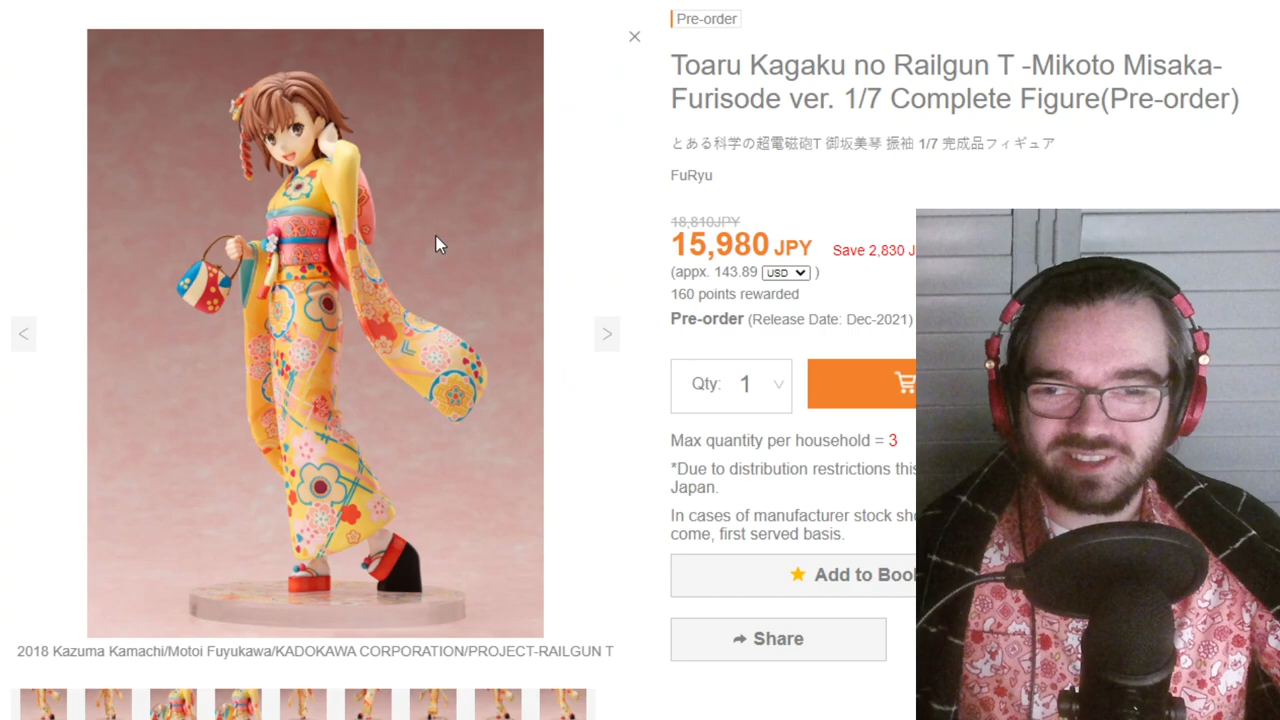 Pre-order
Toaru Kagaku no Railgun T -Mikoto Misaka-
Furisode ver. 1/7 Complete Figure(Pre-order)
とある科学の超電磁砲T 御坂美琴 振袖 1/7 完成品フィギュア
FuRyu
18,810JPY
15,980 JPY Save 2,830 J
(appx. 143.89 USD )
160 points rewarded
Pre-order (Release Date: Dec-2021)
Qty: 1
Max quantity per household = 3
*Due to distribution restrictions this
Japan.
In cases of manufacturer stock sho
come, first served basis.
Add to Book
Share
2018 Kazuma Kamachi/Motoi Fuyukawa/KADOKAWA CORPORATION/PROJECT-RAILGUN T